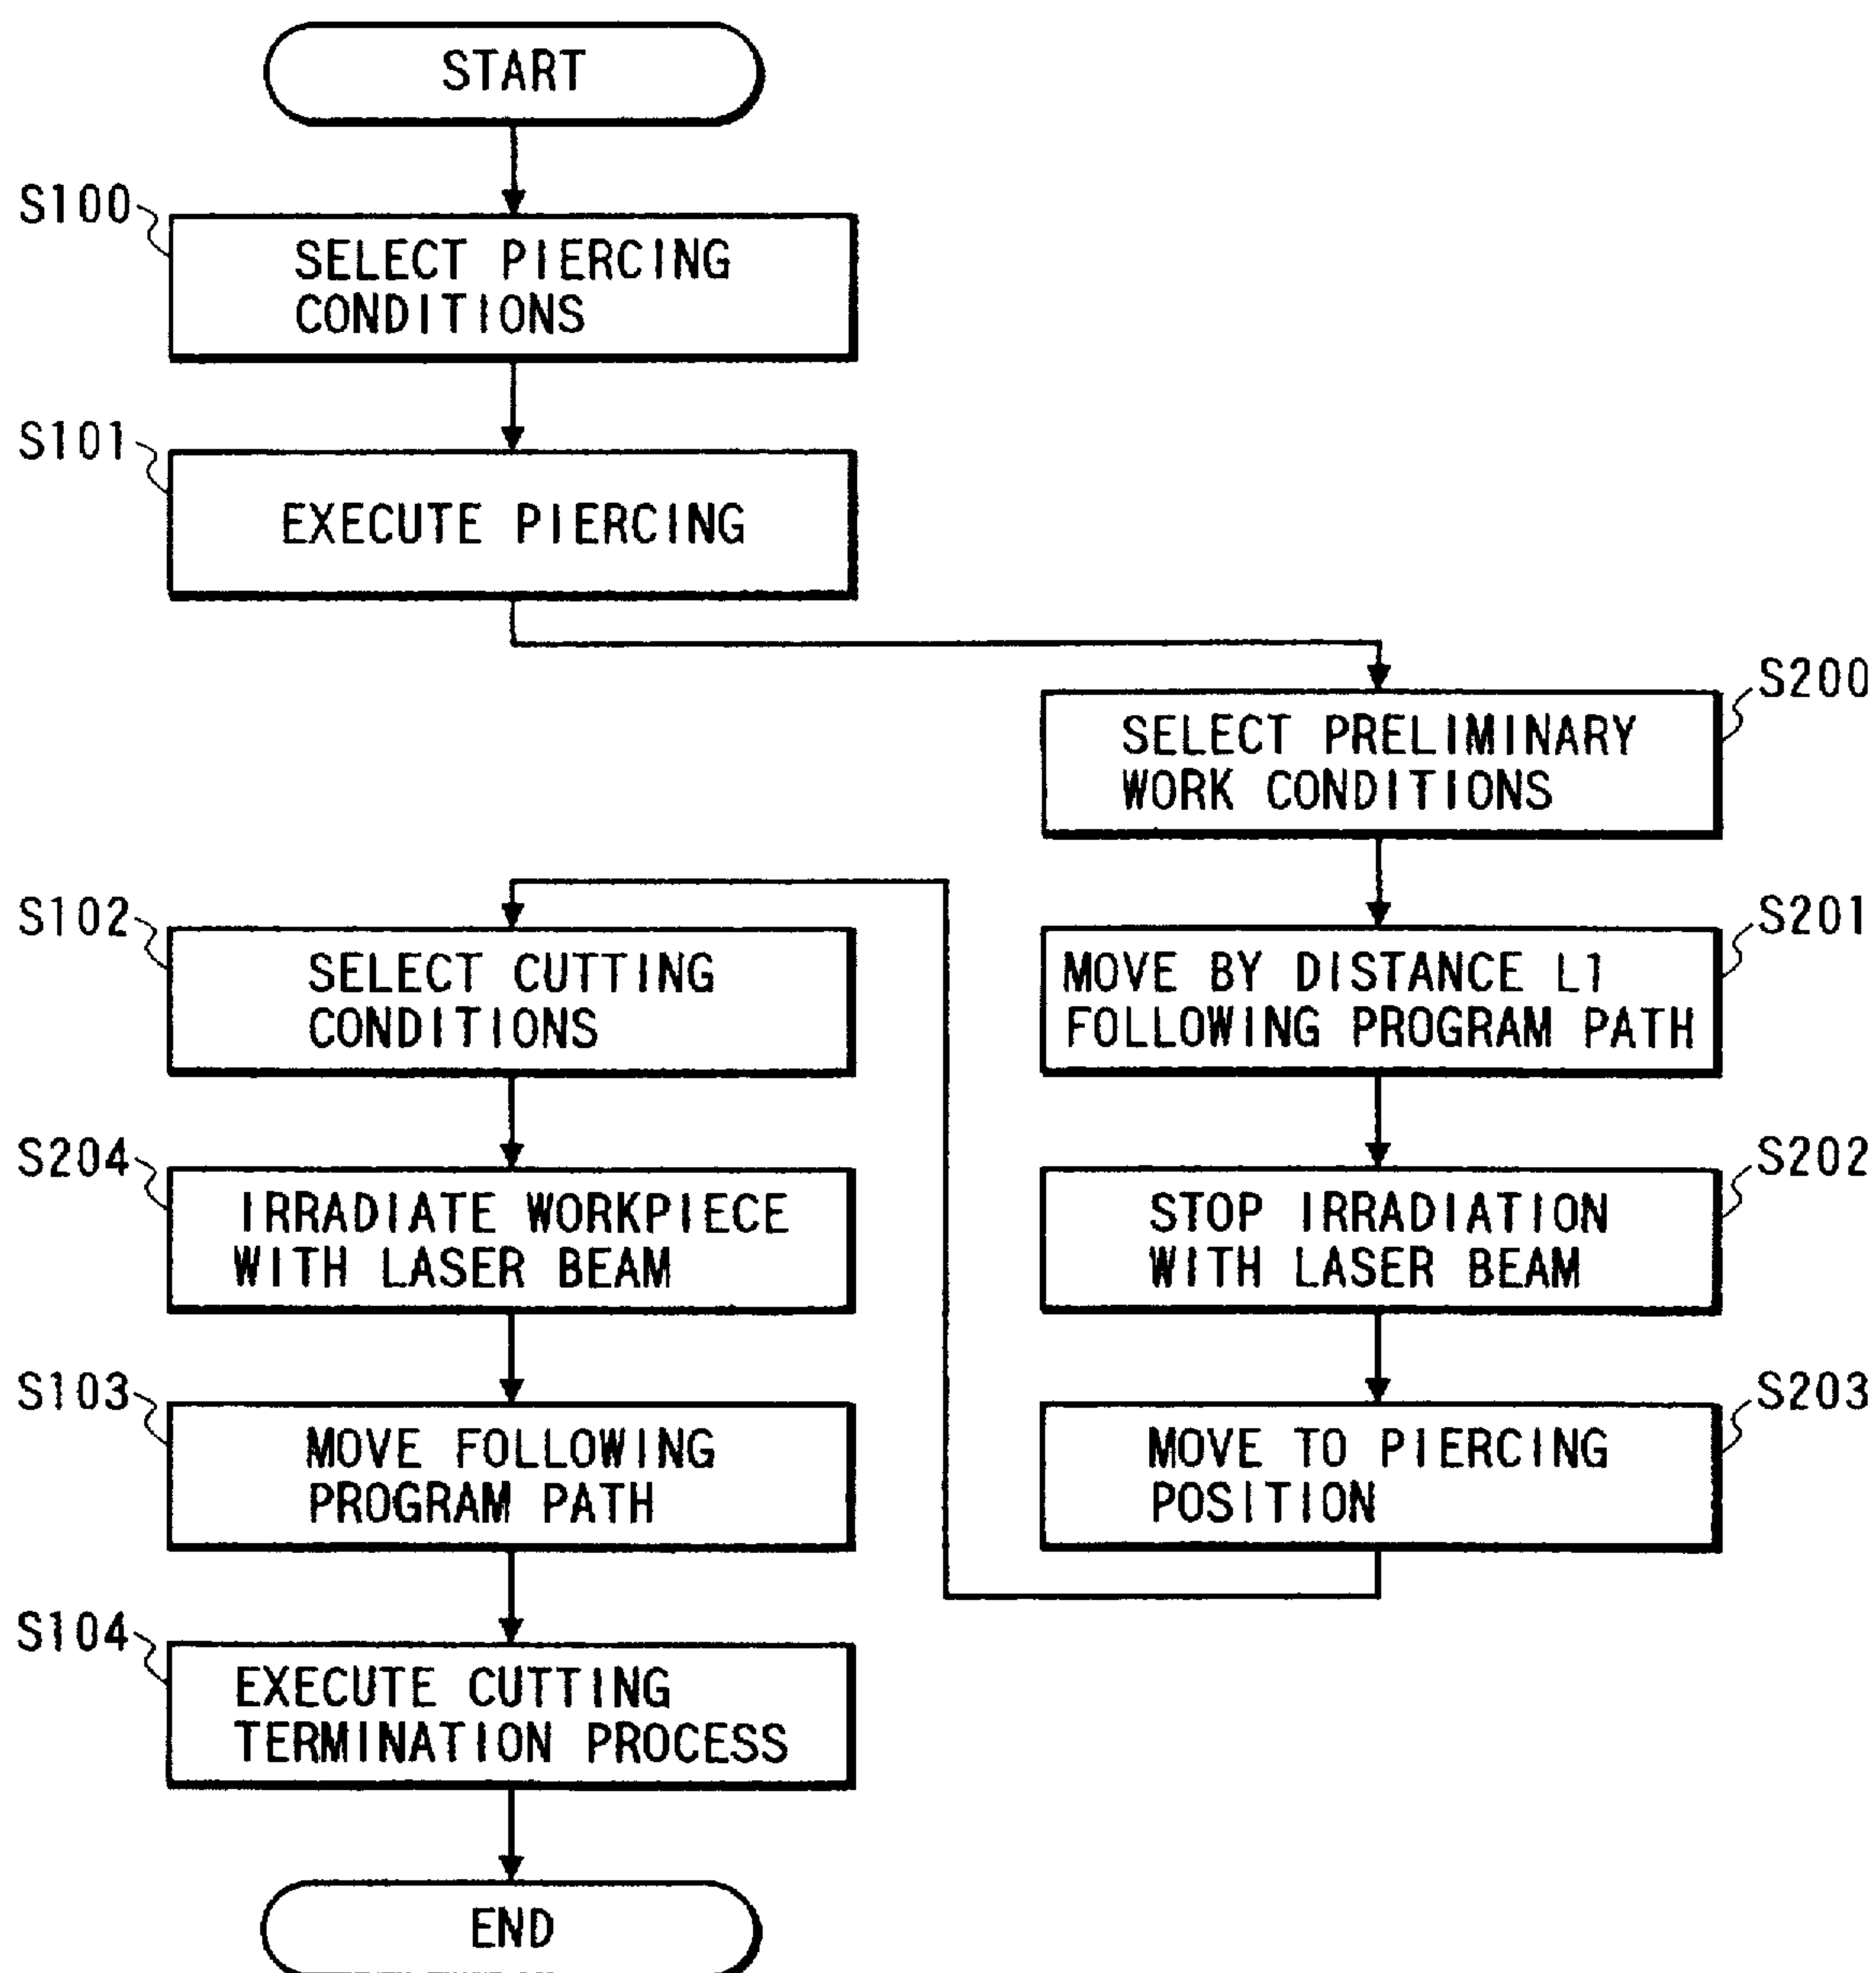 START
S100
SELECT PIERCING
CONDITIONS
S101
EXECUTE PIERCING
S200
SELECT PRELIMINARY
WORK CONDITIONS
S201
MOVE BY DISTANCE L1
FOLLOWING PROGRAM PATH
S202
STOP IRRADIATION
WITH LASER BEAM
S203
MOVE TO PIERCING
POSITION
S102
SELECT CUTTING
CONDITIONS
S204
IRRADIATE WORKPIECE
WITH LASER BEAM
S103
MOVE FOLLOWING
PROGRAM PATH
S104
EXECUTE CUTTING
TERMINATION PROCESS
END